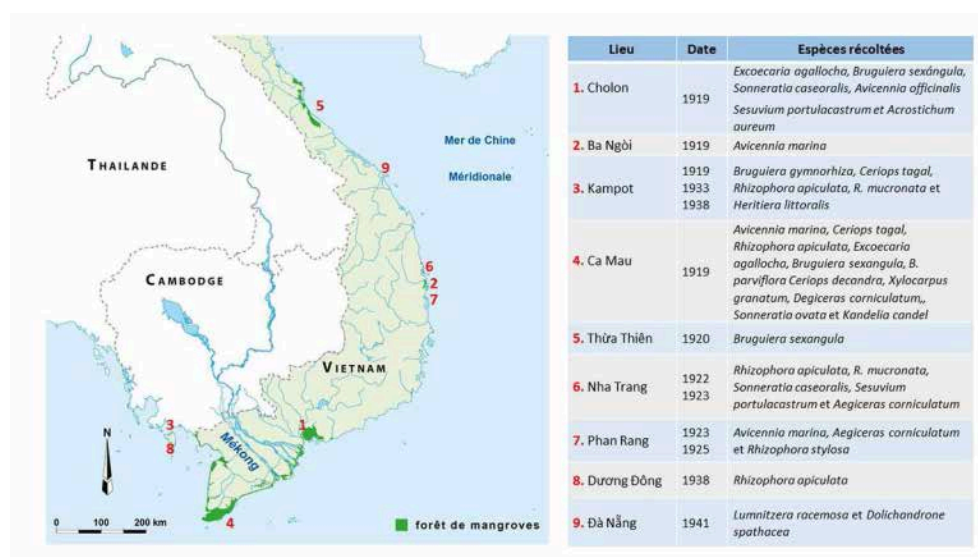 5
Mer de Chine
THAILANDE
9
Méridionale
6
CAMBODGE
2
7
VIETNAM
3
1
N
8
Mékong
0 100 200 km
4
forêt de mangroves
Lieu Date Espèces récoltées
1. Cholon 1919 Excoecaria agallocha, Bruguiera sexángula,
Sonneratia caseoralis, Avicennia officinalis
Sesuvium portulacastrum et Acrostichum
aureum
2. Ba Ngòi 1919 Avicennia marina
3. Kampot 1919 Bruguiera gymnorhiza, Ceriops tagal,
1933 Rhizophora apiculata, R. mucronata et
1938 Heritiera littoralis
4. Ca Mau 1919 Avicennia marina, Ceriops tagal,
Rhizophora apiculata, Excoecaria
agallocha, Bruguiera sexangula, B.
parviflora Ceriops decandra, Xylocarpus
granatum, Degiceras corniculatum,,
Sonneratia ovata et Kandelia candel
5. Thừa Thiên 1920 Bruguiera sexangula
6. Nha Trang 1922 Rhizophora apiculata, R. mucronata,
1923 Sonneratia caseoralis, Sesuvium
portulacastrum et Aegiceras corniculatum
7. Phan Rang 1923 Avicennia marina, Aegiceras corniculatum
1925 et Rhizophora stylosa
8. Dương Đông 1938 Rhizophora apiculata
9. Đà Nẵng 1941 Lumnitzera racemosa et Dolichandrone
spathacea